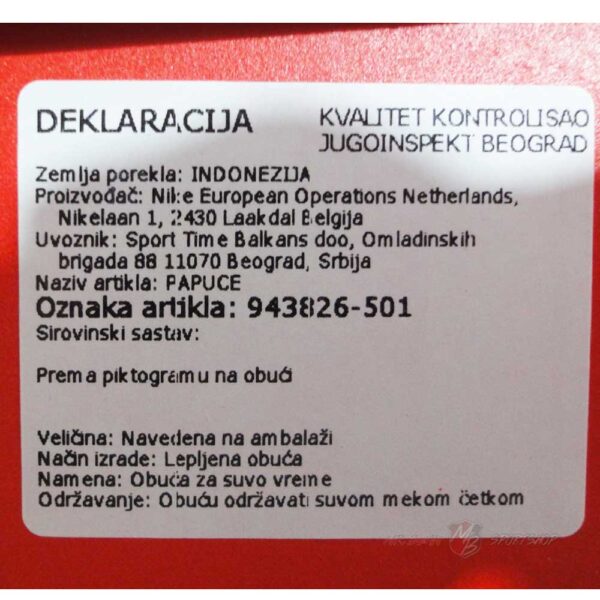 DEKLARACIJA
KVALITET KONTROLISAO
JUGOINSPEKT BEOGRAD
Zemlja porekla: INDONEZIJA
Proizvođač: Nike European Operations Netherlands,
Nikelaan 1, 2430 Laakdal Belgija
Uvoznik: Sport Time Balkans doo, Omladinskih
brigada 88 11070 Beograd, Srbija
Naziv artikla: PAPUCE
Oznaka artikla: 943826-501
Sirovinski sastav:
Prema piktogramu na obući
Veličina: Navedena na ambalaži
Način izrade: Lepljena obuća
Namena: Obuća za suvo vreme
Održavanje: Obuću održavati suvom mekom četkom
MB SPORTSHOP